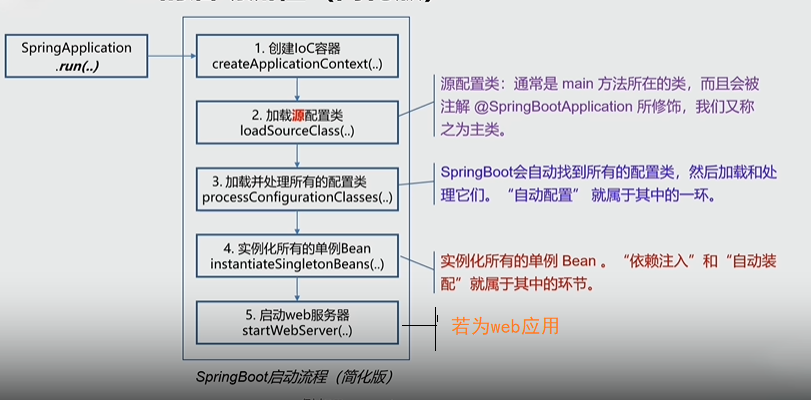 SpringApplication
.run(..)
1. 创建IoC容器
createApplicationContext(..)
2. 加载源配置类
loadSourceClass(..)
3. 加载并处理所有的配置类
processConfigurationClasses(..)
4. 实例化所有的单例Bean
instantiateSingletonBeans(..)
5. 启动web服务器
startWebServer(..)
源配置类：通常是 main 方法所在的类，而且会被
注解 @SpringBootApplication 所修饰，我们又称
之为主类。
SpringBoot会自动找到所有的配置类，然后加载和处
理它们。“自动配置” 就属于其中的一环。
实例化所有的单例 Bean 。“依赖注入”和“自动装
配”就属于其中的环节。
若为web应用
SpringBoot启动流程（简化版）